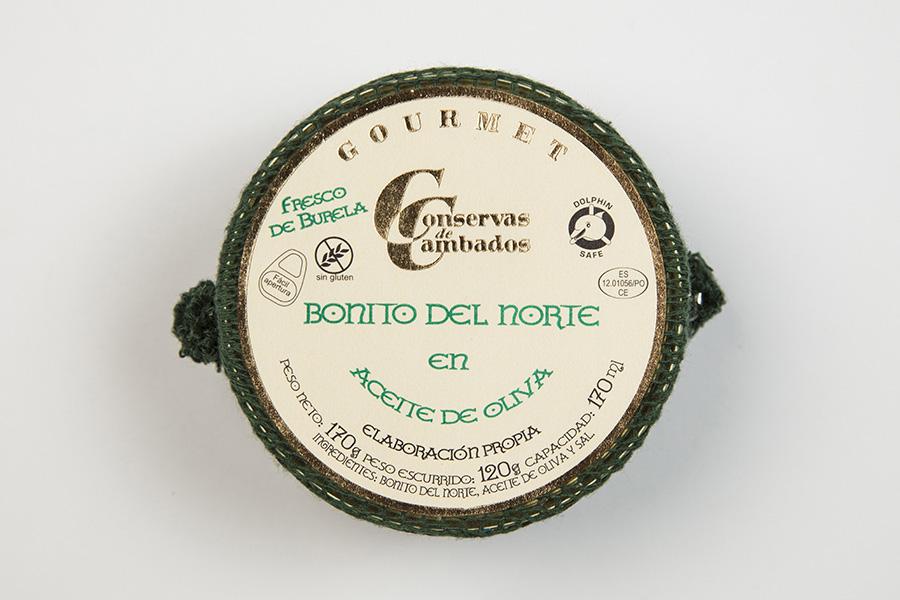 GOURMET
FRESCO
DE BURELA
Conservas
de
Cambados
DOLPHIN
SAFE
Fácil
apertura
sin gluten
ES
12.01056/PO
CE
BONITO DEL NORTE
EN
ACEITE DE OLIVA
ELABORACIÓN PROPIA
PESO NETO: 170g PESO ESCURRIDO: 120g CAPACIDAD: 170 ml
INGREDIENTES: BONITO DEL NORTE, ACEITE DE OLIVA Y SAL